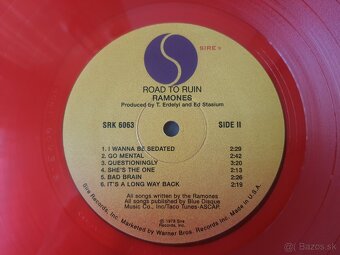 SIRE®
ROAD TO RUIN
RAMONES
Produced by T. Erdelyi and Ed Stasium
SRK 6063 SIDE II
1. I WANNA BE SEDATED 2:29
2. GO MENTAL 2:42
3. QUESTIONINGLY 3:20
4. SHE'S THE ONE 2:13
5. BAD BRAIN 2:26
6. IT'S A LONG WAY BACK 2:19
All songs written by the Ramones
All songs published by Blue Disque
Music Co., Inc/Taco Tunes-ASCAP.
℗ 1978 Sire
Records, Inc.
Sire Records, Inc. Marketed by Warner Bros. Records Inc. Made in U.S.A.
bazos.sk